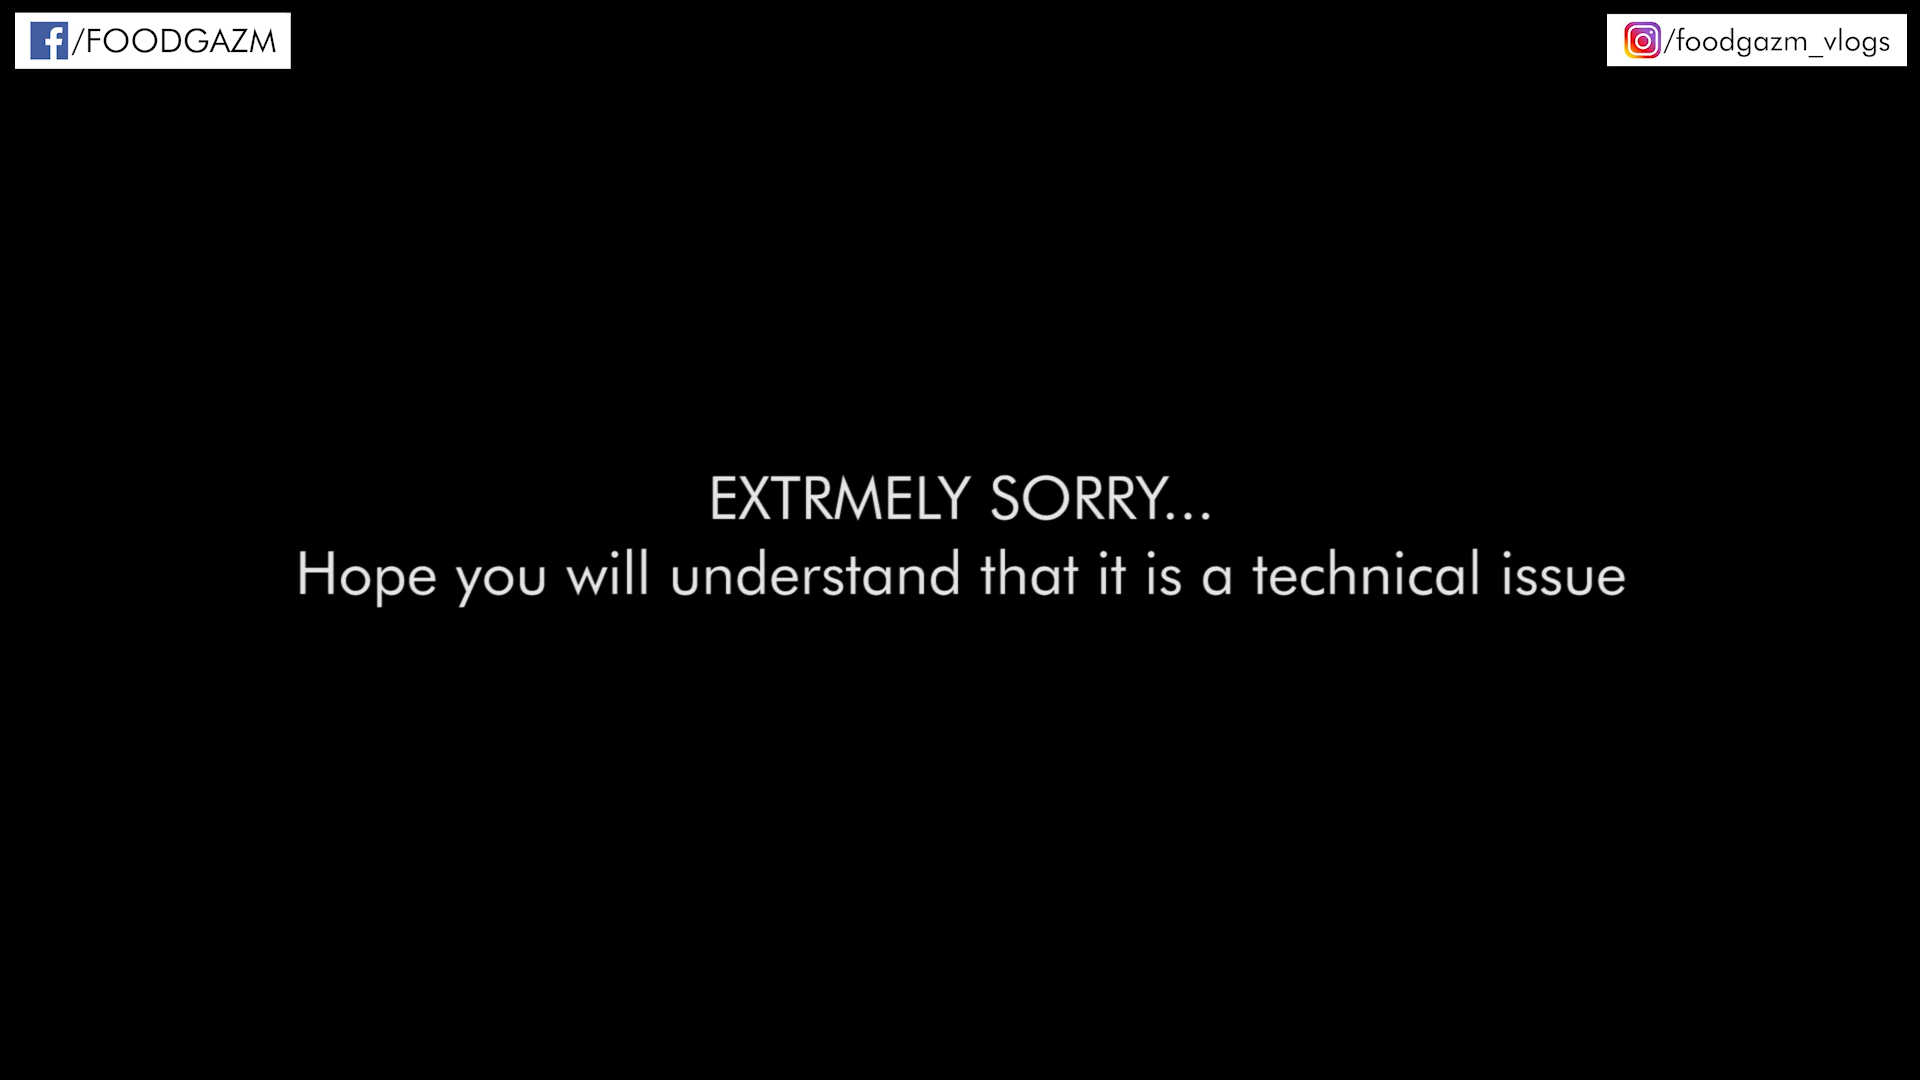 /FOODGAZM
/foodgazm_vlogs
EXTRMELY SORRY...
Hope you will understand that it is a technical issue